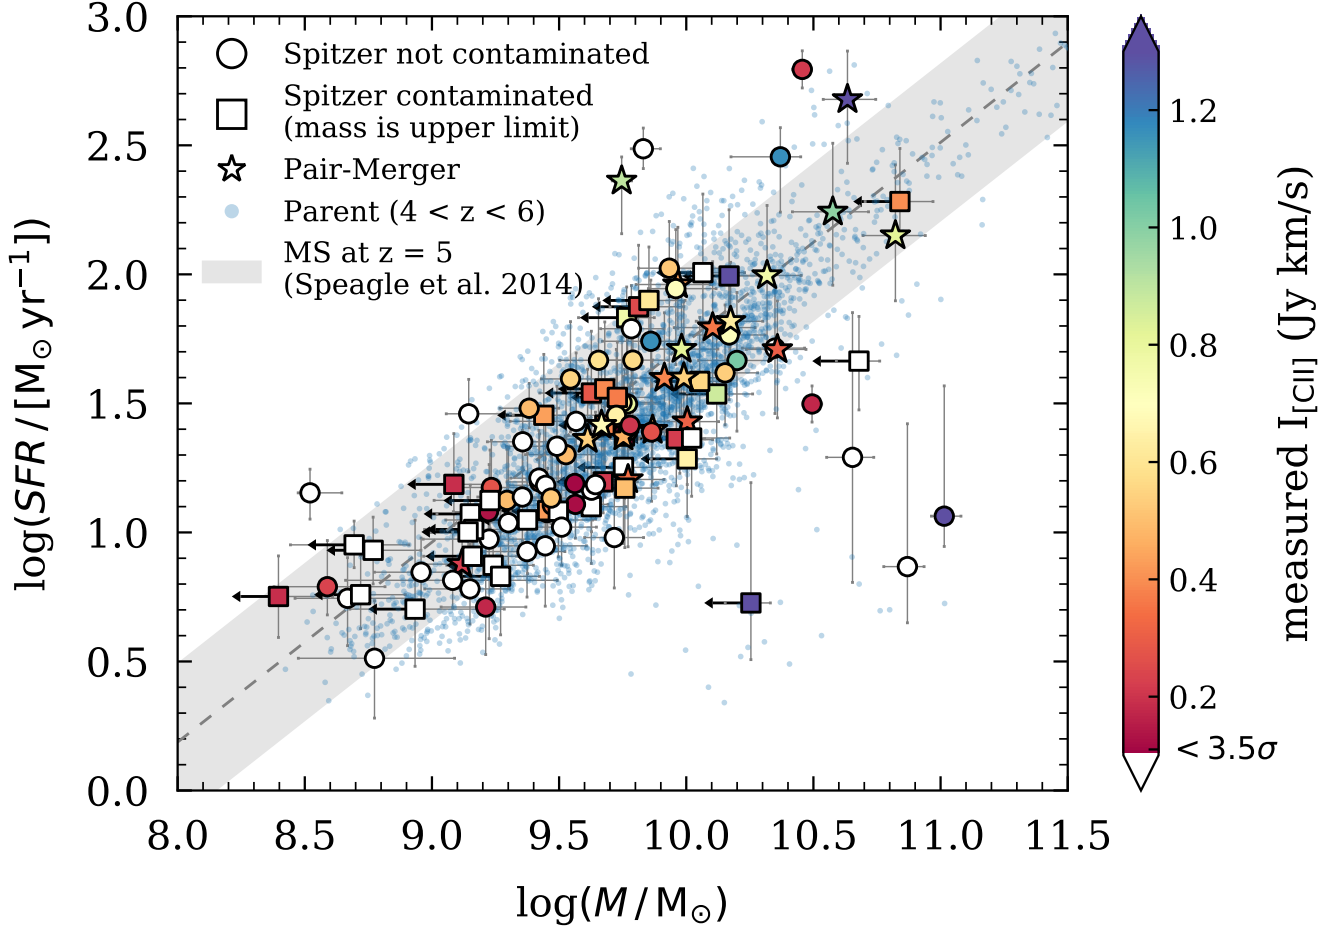 Spitzer not contaminated
Spitzer contaminated
(mass is upper limit)
Pair-Merger
Parent (4 < z < 6)
MS at z = 5
(Speagle et al. 2014)
3.0
2.5
2.0
1.5
1.0
0.5
0.0
log(SFR / [M⊙ yr⁻¹])
8.0 8.5 9.0 9.5 10.0 10.5 11.0 11.5
log(M / M⊙)
1.2
1.0
0.8
0.6
0.4
0.2
< 3.5σ
measured I[CII] (Jy km/s)